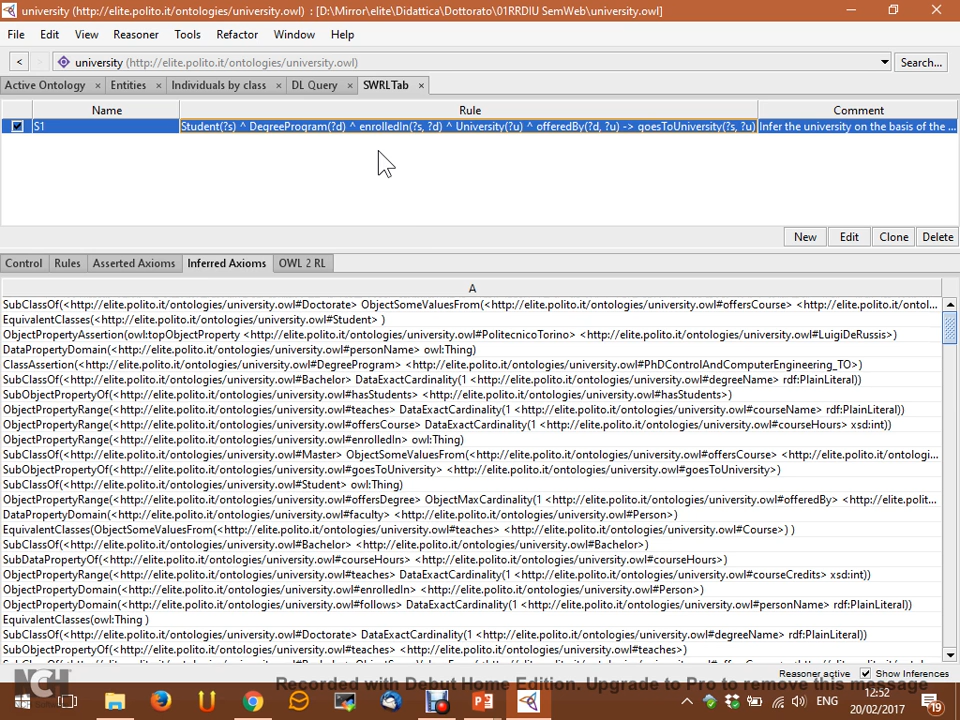 university (http://elite.polito.it/ontologies/university.owl) : [D:\Mirror\elite\Didattica\Dottorato\01RRDIU SemWeb\university.owl]
File Edit View Reasoner Tools Refactor Window Help
< university (http://elite.polito.it/ontologies/university.owl) Search...
Active Ontology × Entities × Individuals by class × DL Query × SWRLTab ×
Name Rule Comment
S1 Student(?s) ^ DegreeProgram(?d) ^ enrolledIn(?s, ?d) ^ University(?u) ^ offeredBy(?d, ?u) -> goesToUniversity(?s, ?u) Infer the university on the basis of the ...
New Edit Clone Delete
Control Rules Asserted Axioms Inferred Axioms OWL 2 RL
A
SubClassOf(<http://elite.polito.it/ontologies/university.owl#Doctorate> ObjectSomeValuesFrom(<http://elite.polito.it/ontologies/university.owl#offersCourse> <http://elite.polito.it/ontol...
EquivalentClasses(<http://elite.polito.it/ontologies/university.owl#Student> )
ObjectPropertyAssertion(owl:topObjectProperty <http://elite.polito.it/ontologies/university.owl#PolitecnicoTorino> <http://elite.polito.it/ontologies/university.owl#LuigiDeRussis>)
DataPropertyDomain(<http://elite.polito.it/ontologies/university.owl#personName> owl:Thing)
ClassAssertion(<http://elite.polito.it/ontologies/university.owl#DegreeProgram> <http://elite.polito.it/ontologies/university.owl#PhDControlAndComputerEngineering_TO>)
SubClassOf(<http://elite.polito.it/ontologies/university.owl#Bachelor> DataExactCardinality(1 <http://elite.polito.it/ontologies/university.owl#degreeName> rdf:PlainLiteral))
SubObjectPropertyOf(<http://elite.polito.it/ontologies/university.owl#hasStudents> <http://elite.polito.it/ontologies/university.owl#hasStudents>)
ObjectPropertyRange(<http://elite.polito.it/ontologies/university.owl#teaches> DataExactCardinality(1 <http://elite.polito.it/ontologies/university.owl#courseName> rdf:PlainLiteral))
ObjectPropertyRange(<http://elite.polito.it/ontologies/university.owl#offersCourse> DataExactCardinality(1 <http://elite.polito.it/ontologies/university.owl#courseHours> xsd:int))
ObjectPropertyRange(<http://elite.polito.it/ontologies/university.owl#enrolledIn> owl:Thing)
SubClassOf(<http://elite.polito.it/ontologies/university.owl#Master> ObjectSomeValuesFrom(<http://elite.polito.it/ontologies/university.owl#offersCourse> <http://elite.polito.it/ontologi...
SubObjectPropertyOf(<http://elite.polito.it/ontologies/university.owl#goesToUniversity> <http://elite.polito.it/ontologies/university.owl#goesToUniversity>)
SubClassOf(<http://elite.polito.it/ontologies/university.owl#Student> owl:Thing)
ObjectPropertyRange(<http://elite.polito.it/ontologies/university.owl#offersDegree> ObjectMaxCardinality(1 <http://elite.polito.it/ontologies/university.owl#offeredBy> <http://elite.polit...
DataPropertyDomain(<http://elite.polito.it/ontologies/university.owl#faculty> <http://elite.polito.it/ontologies/university.owl#Person>)
EquivalentClasses(ObjectSomeValuesFrom(<http://elite.polito.it/ontologies/university.owl#teaches> <http://elite.polito.it/ontologies/university.owl#Course>) )
SubClassOf(<http://elite.polito.it/ontologies/university.owl#Bachelor> <http://elite.polito.it/ontologies/university.owl#Bachelor>)
SubDataPropertyOf(<http://elite.polito.it/ontologies/university.owl#courseHours> <http://elite.polito.it/ontologies/university.owl#courseHours>)
ObjectPropertyRange(<http://elite.polito.it/ontologies/university.owl#teaches> DataExactCardinality(1 <http://elite.polito.it/ontologies/university.owl#courseCredits> xsd:int))
ObjectPropertyDomain(<http://elite.polito.it/ontologies/university.owl#enrolledIn> <http://elite.polito.it/ontologies/university.owl#Person>)
ObjectPropertyDomain(<http://elite.polito.it/ontologies/university.owl#follows> DataExactCardinality(1 <http://elite.polito.it/ontologies/university.owl#personName> rdf:PlainLiteral))
EquivalentClasses(owl:Thing )
SubClassOf(<http://elite.polito.it/ontologies/university.owl#Doctorate> DataExactCardinality(1 <http://elite.polito.it/ontologies/university.owl#degreeName> rdf:PlainLiteral))
SubObjectPropertyOf(<http://elite.polito.it/ontologies/university.owl#teaches> <http://elite.polito.it/ontologies/university.owl#teaches>)
Reasoner active Show Inferences
NCH
Recorded with Debut Home Edition. Upgrade to Pro to remove this message
12:52
20/02/2017
19